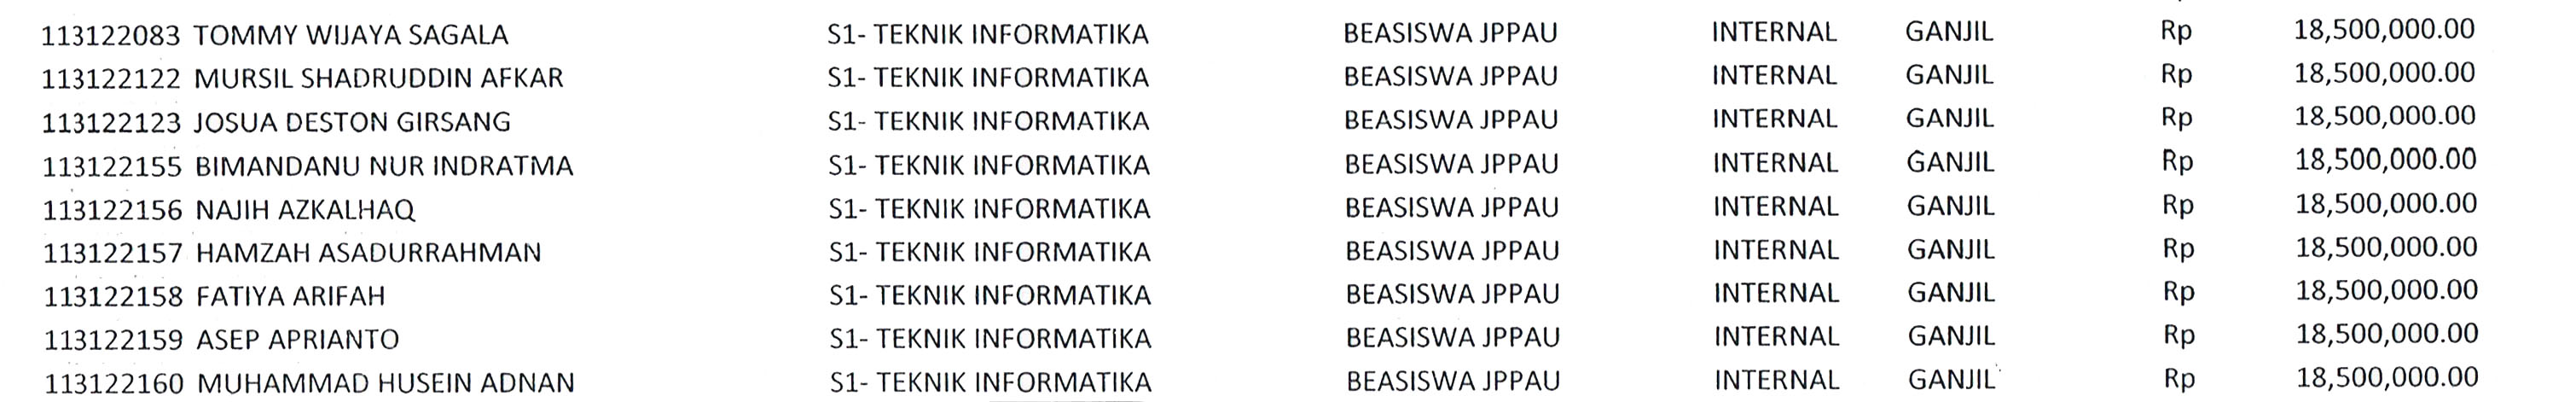 113122083 TOMMY WIJAYA SAGALA S1- TEKNIK INFORMATIKA BEASISWA JPPAU INTERNAL GANJIL Rp 18,500,000.00
113122122 MURSIL SHADRUDDIN AFKAR S1- TEKNIK INFORMATIKA BEASISWA JPPAU INTERNAL GANJIL Rp 18,500,000.00
113122123 JOSUA DESTON GIRSANG S1- TEKNIK INFORMATIKA BEASISWA JPPAU INTERNAL GANJIL Rp 18,500,000.00
113122155 BIMANDANU NUR INDRATMA S1- TEKNIK INFORMATIKA BEASISWA JPPAU INTERNAL GANJIL Rp 18,500,000.00
113122156 NAJIH AZKALHAQ S1- TEKNIK INFORMATIKA BEASISWA JPPAU INTERNAL GANJIL Rp 18,500,000.00
113122157 HAMZAH ASADURRAHMAN S1- TEKNIK INFORMATIKA BEASISWA JPPAU INTERNAL GANJIL Rp 18,500,000.00
113122158 FATIYA ARIFAH S1- TEKNIK INFORMATIKA BEASISWA JPPAU INTERNAL GANJIL Rp 18,500,000.00
113122159 ASEP APRIANTO S1- TEKNIK INFORMATIKA BEASISWA JPPAU INTERNAL GANJIL Rp 18,500,000.00
113122160 MUHAMMAD HUSEIN ADNAN S1- TEKNIK INFORMATIKA BEASISWA JPPAU INTERNAL GANJIL Rp 18,500,000.00